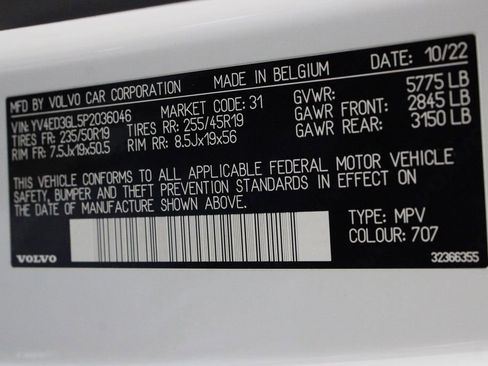 MFD BY VOLVO CAR CORPORATION MADE IN BELGIUM DATE: 10/22
VIN: YV4ED3GL5P2036046 MARKET CODE: 31 GVWR: 5775 LB
TIRES FR: 235/50R19 TIRES RR: 255/45R19 GAWR FRONT: 2845 LB
RIM FR: 7.5Jx19x50.5 RIM RR: 8.5Jx19x56 GAWR REAR: 3150 LB
THIS VEHICLE CONFORMS TO ALL APPLICABLE FEDERAL MOTOR VEHICLE
SAFETY, BUMPER AND THEFT PREVENTION STANDARDS IN EFFECT ON
THE DATE OF MANUFACTURE SHOWN ABOVE.
TYPE: MPV
COLOUR: 707
VOLVO 32366355